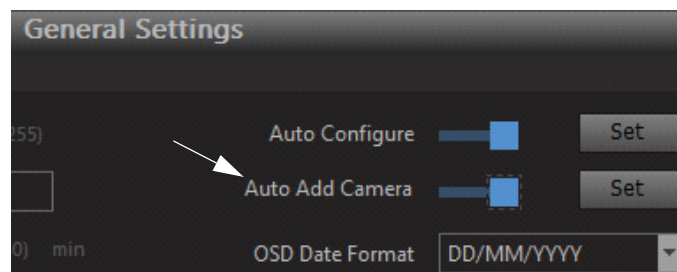 General Settings
255) Auto Configure Set
Auto Add Camera Set
0) min OSD Date Format DD/MM/YYYY